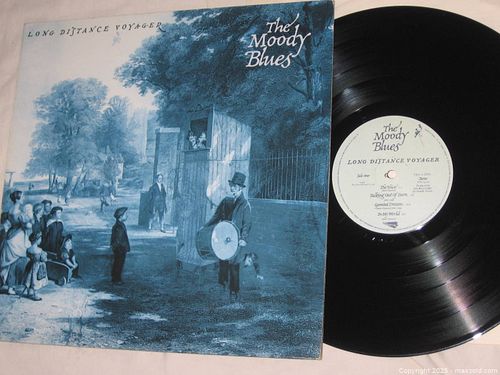 LONG DISTANCE VOYAGER
The
Moody
Blues
The
Moody
Blues
LONG DISTANCE VOYAGER
Side One
The Voice
Talking Out Of Turn
Gemini Dream
In My World
Copyright 2025 - maxsold.com